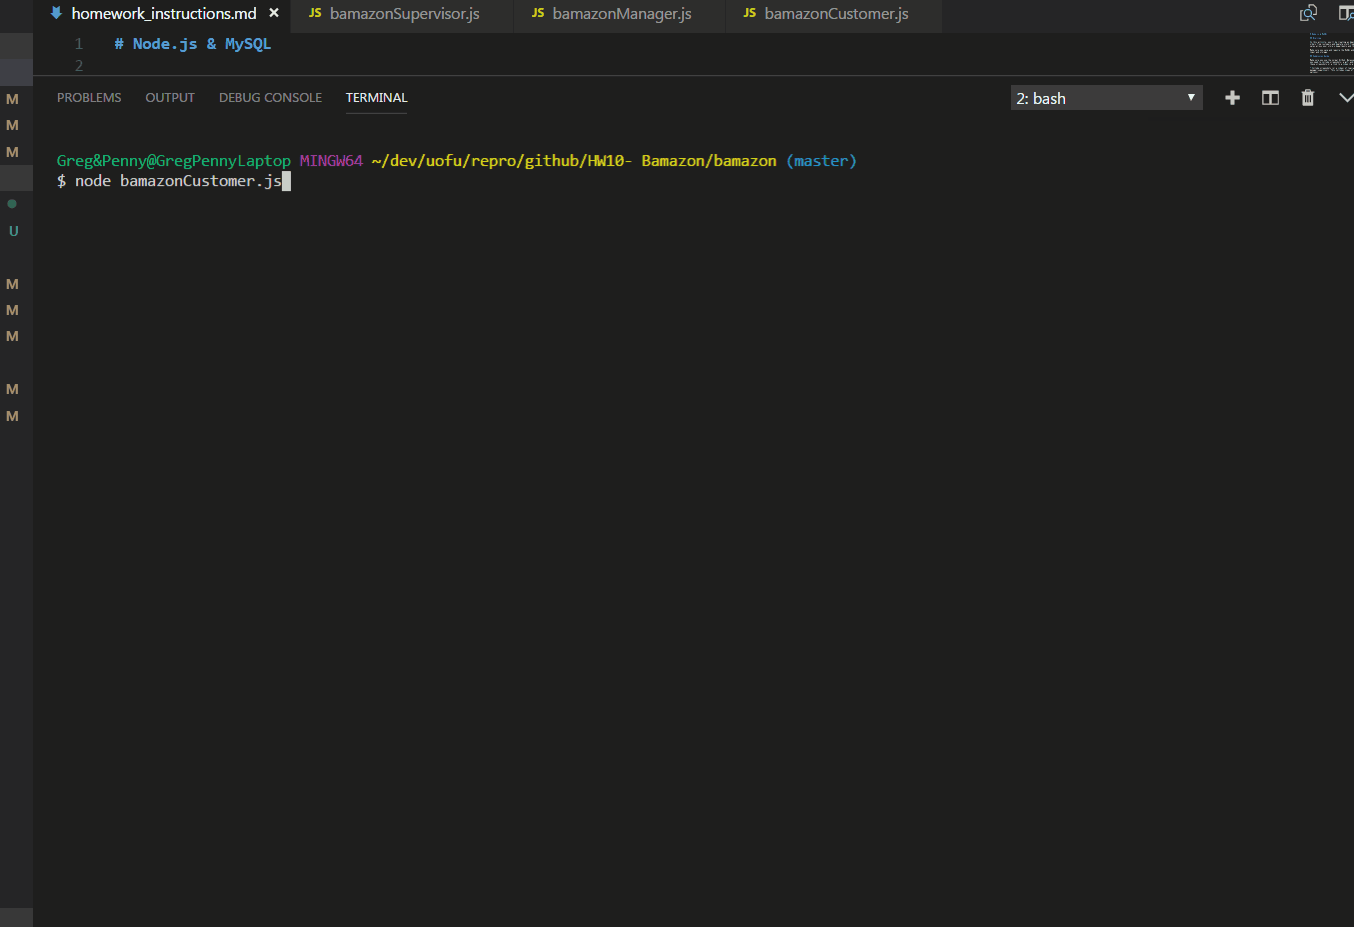 homework_instructions.md × JS bamazonSupervisor.js JS bamazonManager.js JS bamazonCustomer.js
1 # Node.js & MySQL
2
PROBLEMS OUTPUT DEBUG CONSOLE TERMINAL 2: bash
Greg&Penny@GregPennyLaptop MINGW64 ~/dev/uofu/repro/github/HW10- Bamazon/bamazon (master)
$ node bamazonCustomer.js
M
M
M
U
M
M
M
M
M